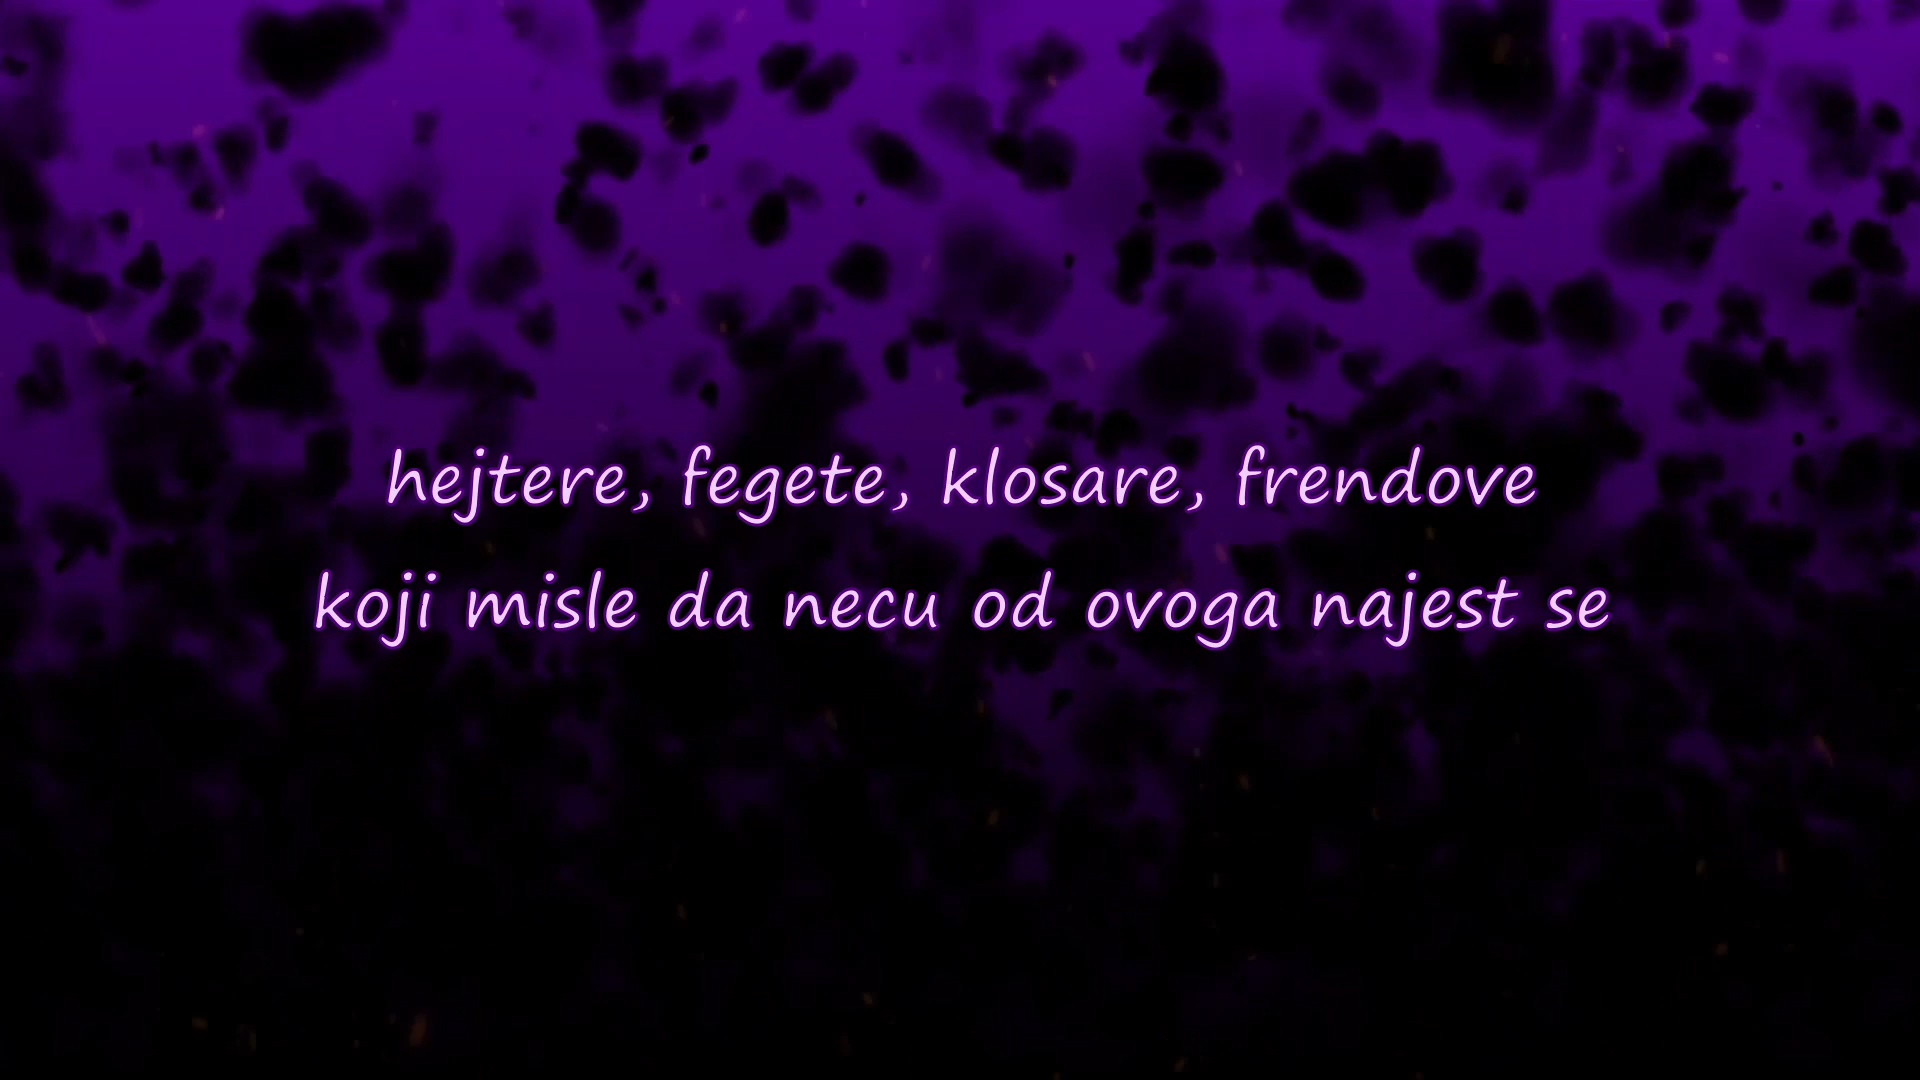 hejtere, fegete, klosare, frendove
koji misle da necu od ovoga najest se